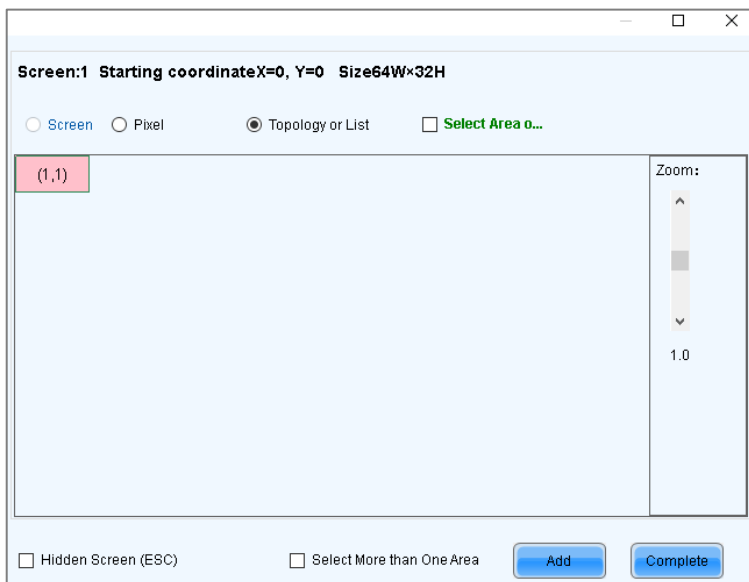 Screen:1 Starting coordinateX=0, Y=0 Size64W×32H
Screen Pixel Topology or List Select Area o...
(1,1)
Zoom:
1.0
Hidden Screen (ESC) Select More than One Area Add Complete